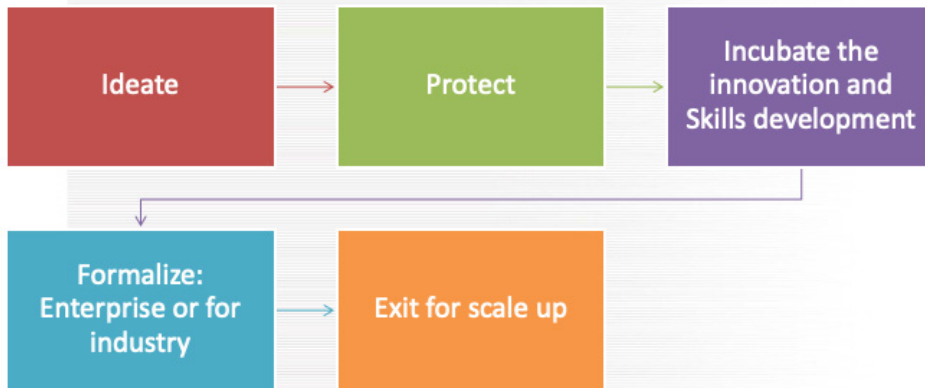 Ideate
Protect
Incubate the
innovation and
Skills development
Formalize:
Enterprise or for
industry
Exit for scale up